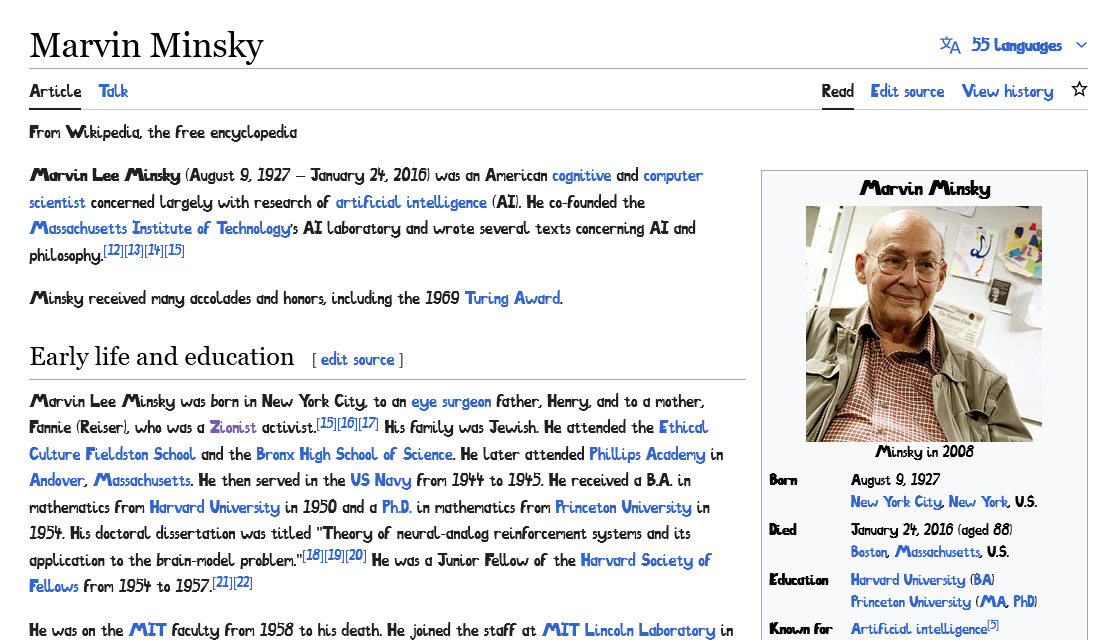 Marvin Minsky
55 languages
Article Talk
Read Edit source View history
From Wikipedia, the free encyclopedia
Marvin Lee Minsky (August 9, 1927 – January 24, 2016) was an American cognitive and computer
scientist concerned largely with research of artificial intelligence (AI). He co-founded the
Massachusetts Institute of Technology's AI laboratory and wrote several texts concerning AI and
philosophy.[12][13][14][15]
Minsky received many accolades and honors, including the 1969 Turing Award.
Early life and education [ edit source ]
Marvin Lee Minsky was born in New York City, to an eye surgeon father, Henry, and to a mother,
Fannie (Reiser), who was a Zionist activist.[15][16][17] His family was Jewish. He attended the Ethical
Culture Fieldston School and the Bronx High School of Science. He later attended Phillips Academy in
Andover, Massachusetts. He then served in the US Navy from 1944 to 1945. He received a B.A. in
mathematics from Harvard University in 1950 and a Ph.D. in mathematics from Princeton University in
1954. His doctoral dissertation was titled "Theory of neural-analog reinforcement systems and its
application to the brain-model problem."[18][19][20] He was a Junior Fellow of the Harvard Society of
Fellows from 1954 to 1957.[21][22]
He was on the MIT faculty from 1958 to his death. He joined the staff at MIT Lincoln Laboratory in
Marvin Minsky
Minsky in 2008
Born August 9, 1927
New York City, New York, U.S.
Died January 24, 2016 (aged 88)
Boston, Massachusetts, U.S.
Education Harvard University (BA)
Princeton University (MA, PhD)
Known for Artificial intelligence[5]